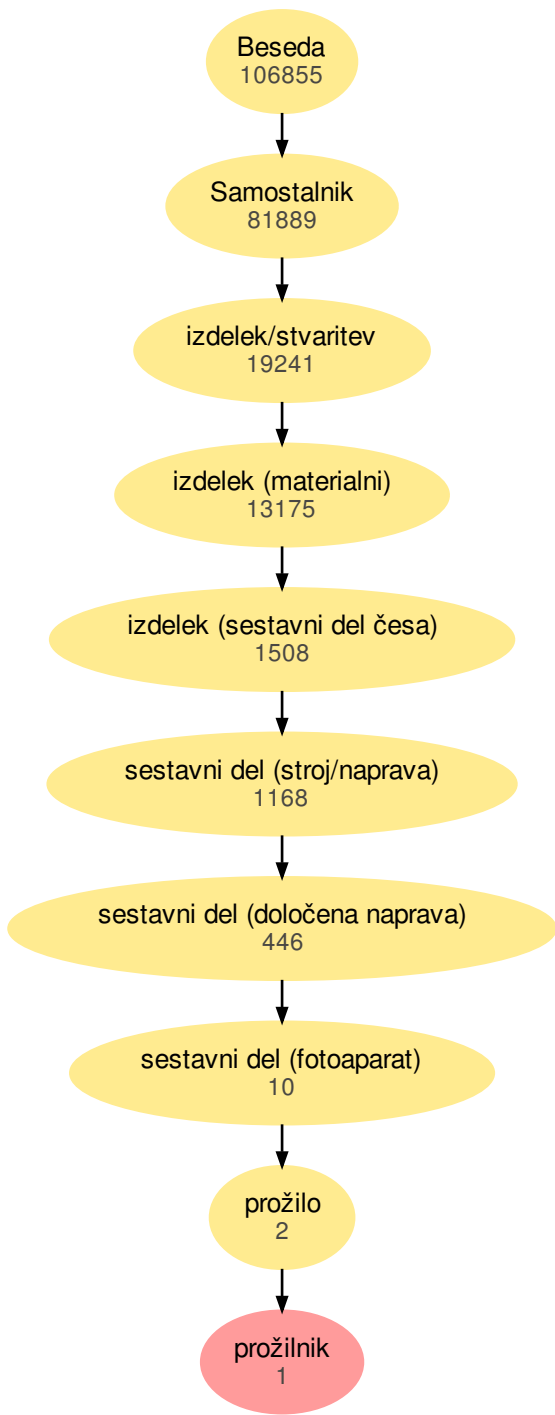 Beseda
106855
Samostalnik
81889
izdelek/stvaritev
19241
izdelek (materialni)
13175
izdelek (sestavni del česa)
1508
sestavni del (stroj/naprava)
1168
sestavni del (določena naprava)
446
sestavni del (fotoaparat)
10
prožilo
2
prožilnik
1